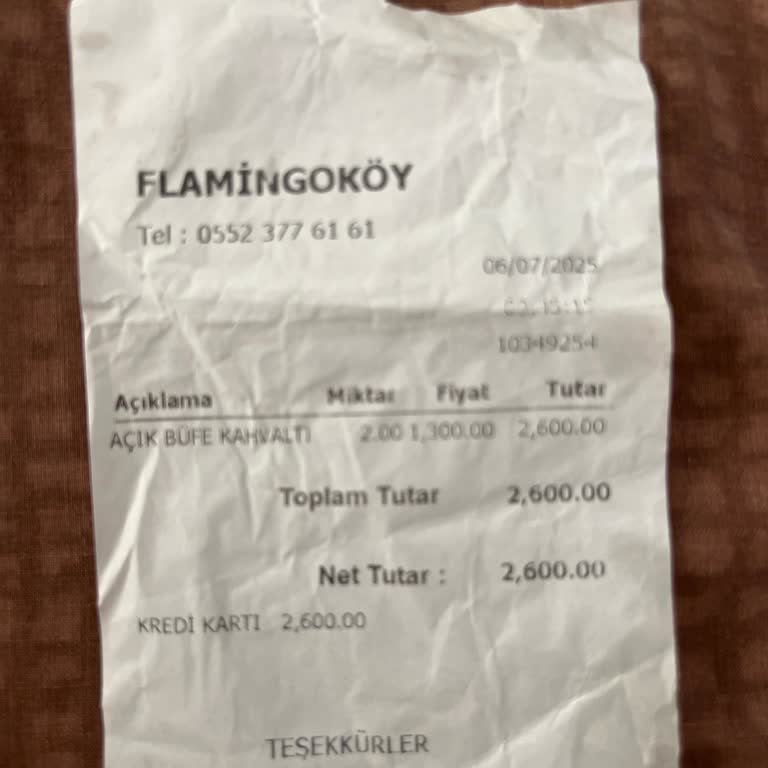 FLAMİNGOKÖY
Tel : 0552 377 61 61
06/07/2025
10349254
Açıklama Miktar Fiyat Tutar
AÇIK BÜFE KAHVALTI 2.00 1,300.00 2,600.00
Toplam Tutar 2,600.00
Net Tutar : 2,600.00
KREDİ KARTI 2,600.00
TEŞEKKÜRLER